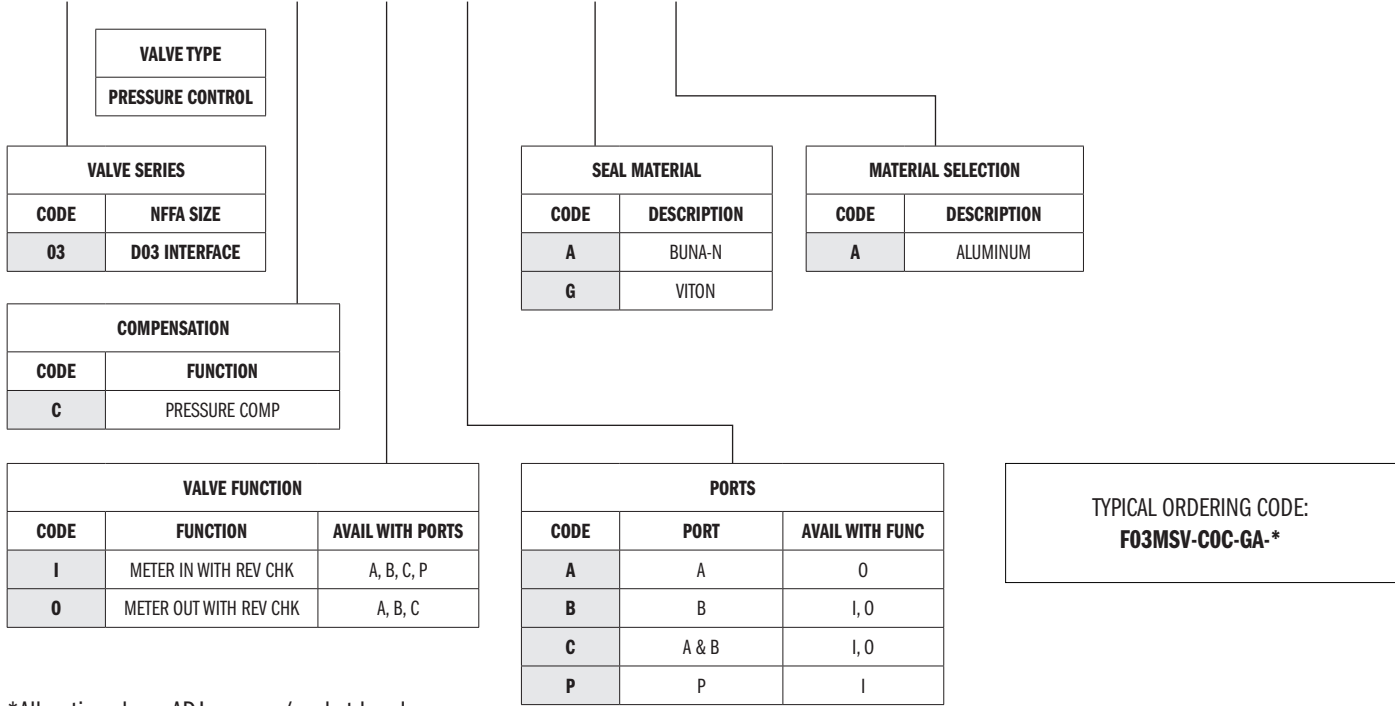 VALVE TYPE
PRESSURE CONTROL
VALVE SERIES
CODE NFFA SIZE
03 D03 INTERFACE
SEAL MATERIAL
CODE DESCRIPTION
A BUNA-N
G VITON
MATERIAL SELECTION
CODE DESCRIPTION
A ALUMINUM
COMPENSATION
CODE FUNCTION
C PRESSURE COMP
VALVE FUNCTION
CODE FUNCTION AVAIL WITH PORTS
I METER IN WITH REV CHK A, B, C, P
O METER OUT WITH REV CHK A, B, C
PORTS
CODE PORT AVAIL WITH FUNC
A A O
B B I, O
C A & B I, O
P P I
TYPICAL ORDERING CODE:
F03MSV-COC-GA-*